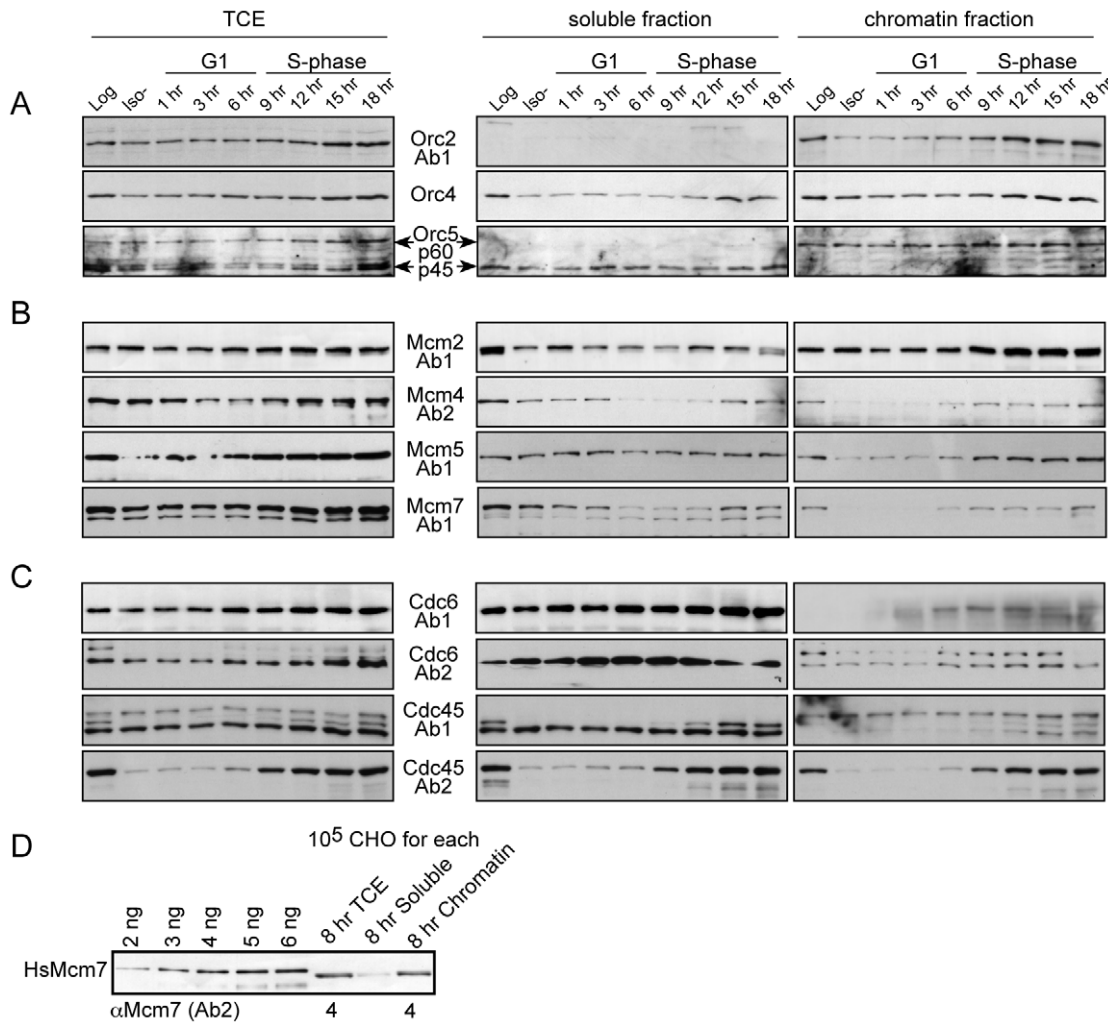 TCE soluble fraction chromatin fraction
G1 S-phase G1 S-phase G1 S-phase
Log Iso- 1 hr 3 hr 6 hr 9 hr 12 hr 15 hr 18 hr Log Iso- 1 hr 3 hr 6 hr 9 hr 12 hr 15 hr 18 hr Log Iso- 1 hr 3 hr 6 hr 9 hr 12 hr 15 hr 18 hr
A
Orc2
Ab1
Orc4
Orc5
p60
p45
B
Mcm2
Ab1
Mcm4
Ab2
Mcm5
Ab1
Mcm7
Ab1
C
Cdc6
Ab1
Cdc6
Ab2
Cdc45
Ab1
Cdc45
Ab2
D
10⁵ CHO for each
2 ng 3 ng 4 ng 5 ng 6 ng 8 hr TCE 8 hr Soluble 8 hr Chromatin
HsMcm7
αMcm7 (Ab2) 4 4